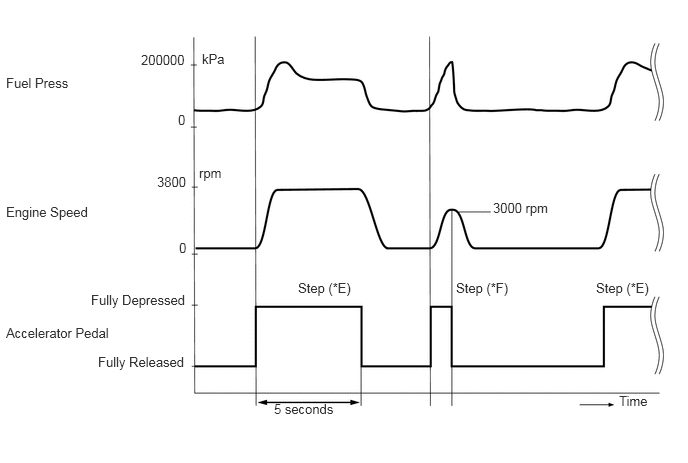 200000 kPa
Fuel Press
0
rpm
3800
Engine Speed
3000 rpm
0
Step (*E) Step (*F) Step (*E)
Fully Depressed
Accelerator Pedal
Fully Released
Time
5 seconds